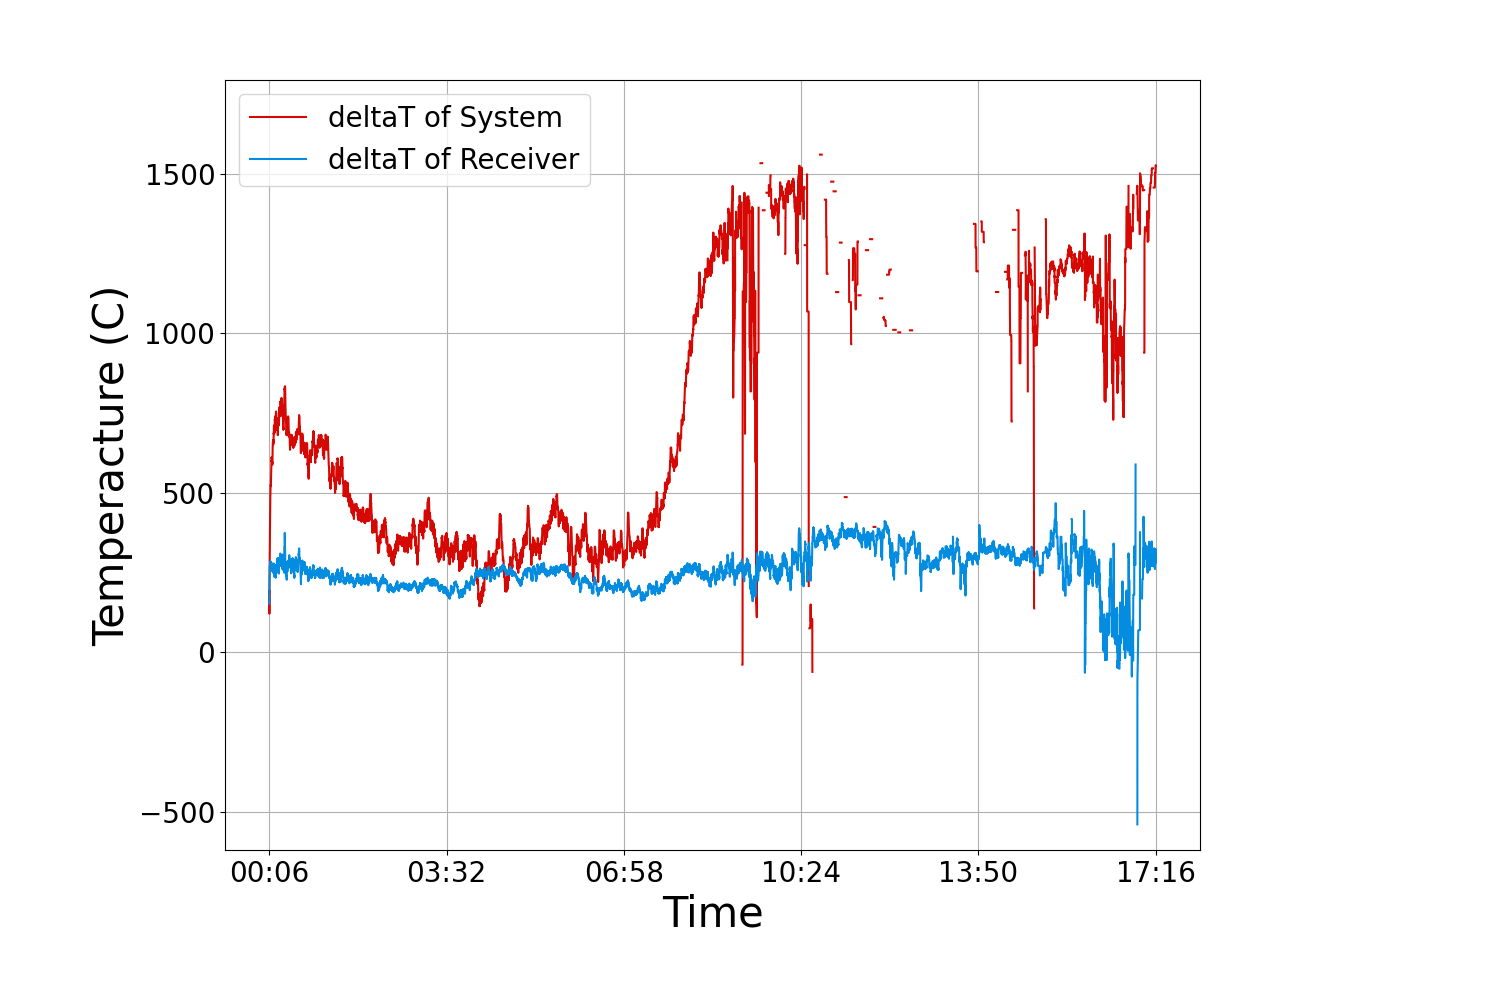 deltaT of System
deltaT of Receiver
Temperacture (C)
1500
1000
500
0
−500
00:06 03:32 06:58 10:24 13:50 17:16
Time